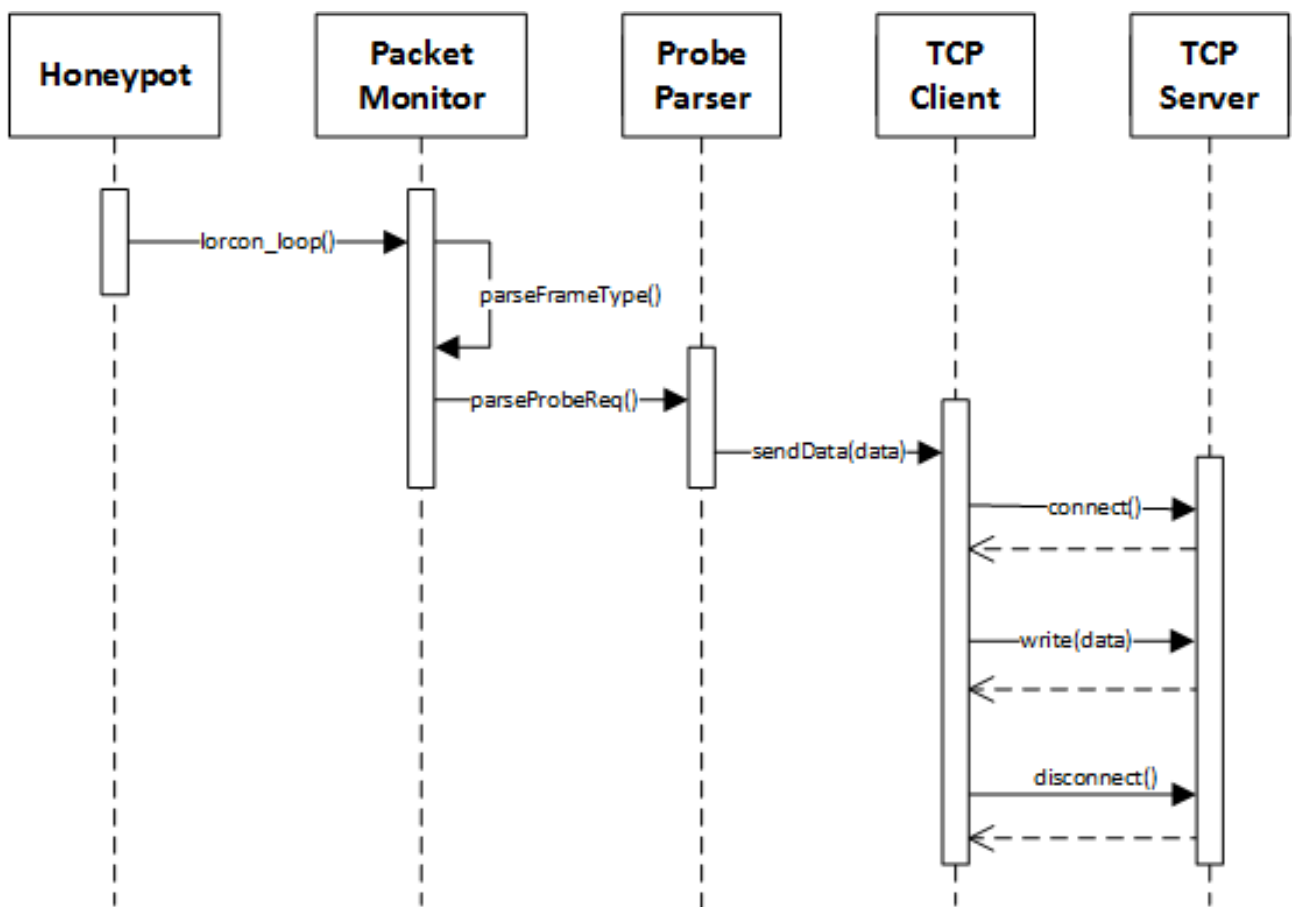 Honeypot
Packet
Monitor
Probe
Parser
TCP
Client
TCP
Server
lorcon_loop()
parseFrameType()
parseProbeReq()
sendData(data)
connect()
write(data)
disconnect()